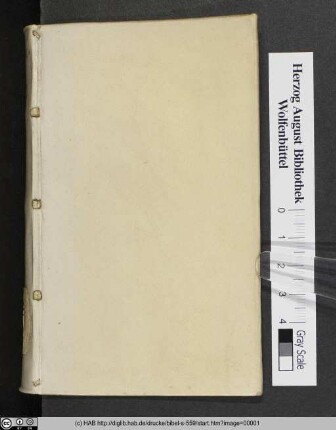 Herzog August Bibliothek
Wolfenbüttel
0 1 2 3 4
Gray Scale
(c) HAB http://diglib.hab.de/drucke/bibel-s-559/start.htm?image=00001